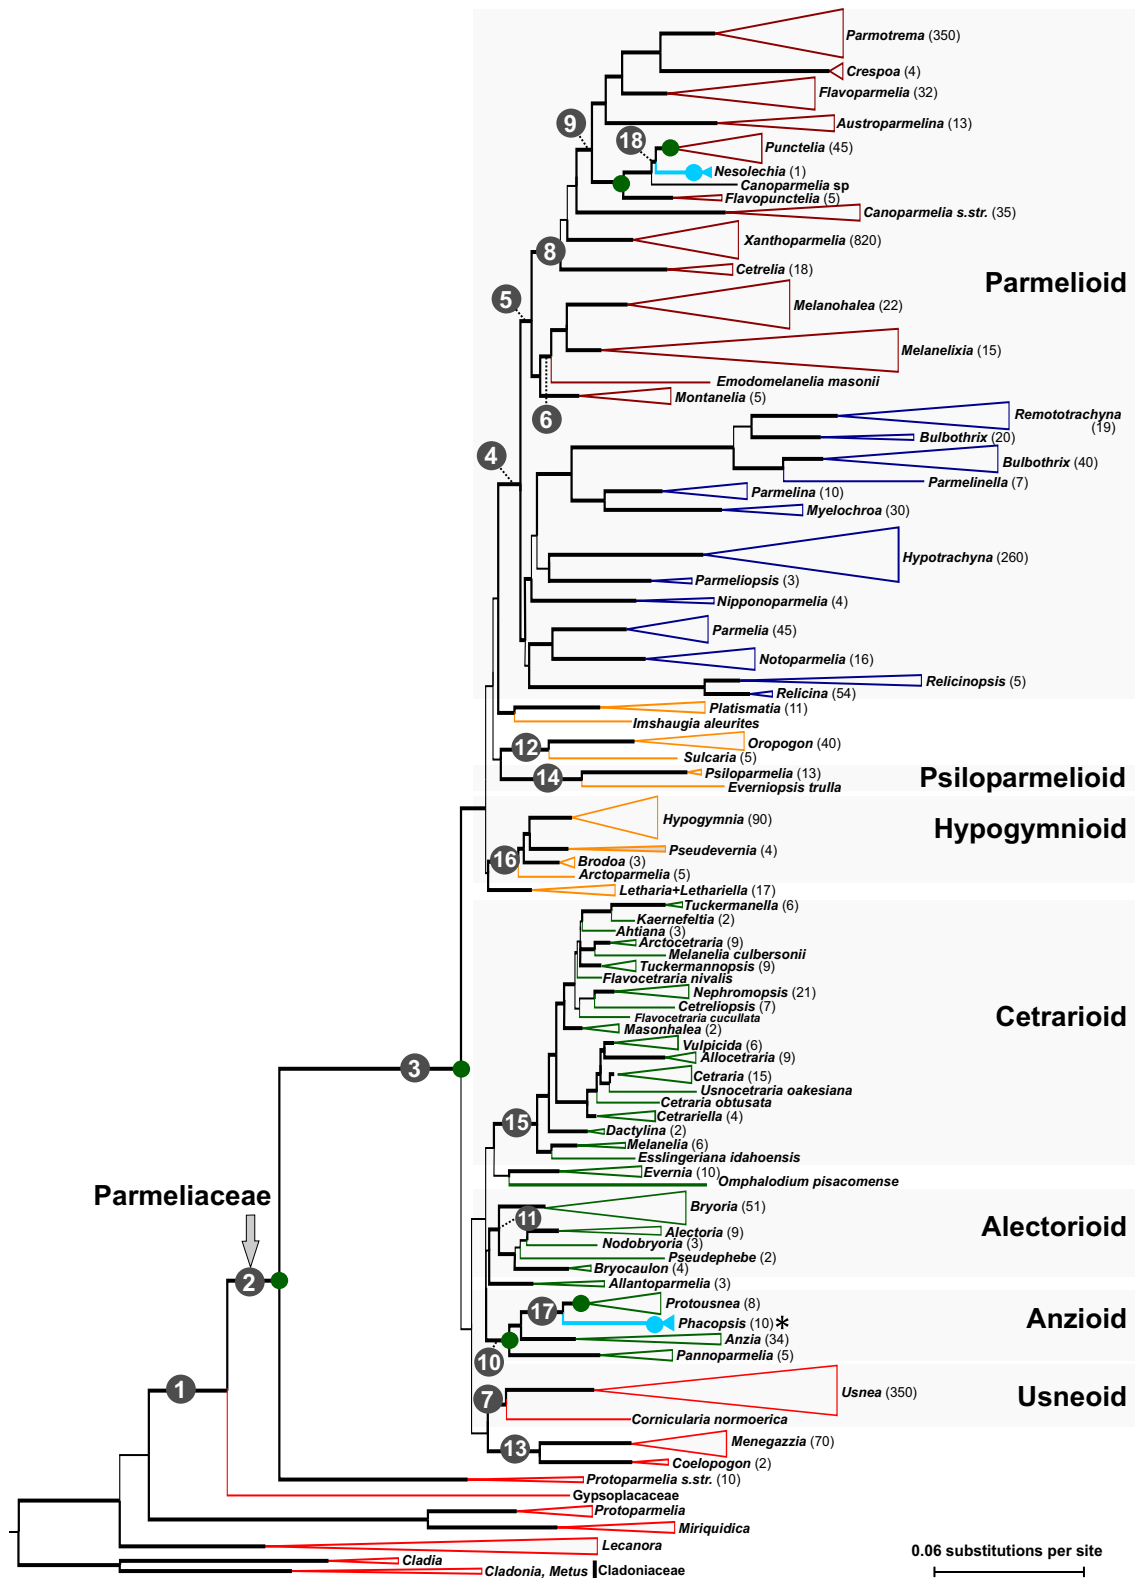 Parmotrema (350)
Crespoa (4)
Flavoparmelia (32)
9
Austroparmelina (13)
18
Punctelia (45)
Nesolechia (1)
Canoparmelia sp
Flavopunctelia (5)
Canoparmelia s.str. (35)
8
Xanthoparmelia (820)
Cetrelia (18)
Parmelioid
5
Melanohalea (22)
Melanelixia (15)
Emodomelanelia masonii
Montanelia (5)
6
Remototrachyna
(19)
Bulbothrix (20)
4
Bulbothrix (40)
Parmelinella (7)
Parmelina (10)
Myelochroa (30)
Hypotrachyna (260)
Parmeliopsis (3)
Nipponoparmelia (4)
Parmelia (45)
Notoparmelia (16)
Relicinopsis (5)
Relicina (54)
Platismatia (11)
Imshaugia aleurites
12
Oropogon (40)
Sulcaria (5)
14
Psiloparmelia (13)
Psiloparmelioid
Everniopsis trulla
Hypogymnia (90)
Hypogymnioid
Pseudevernia (4)
16
Brodoa (3)
Arctoparmelia (5)
Letharia+Lethariella (17)
Tuckermanella (6)
Kaernefeltia (2)
Ahtiana (3)
Arctocetraria (9)
Melanelia culbersonii
Tuckermannopsis (9)
Flavocetraria nivalis
Nephromopsis (21)
Cetreliopsis (7)
Flavocetraria cucullata
Cetrarioid
Masonhalea (2)
Vulpicida (6)
Allocetraria (9)
3
Cetraria (15)
Usnocetraria oakesiana
Cetraria obtusata
Cetrariella (4)
15
Dactylina (2)
Melanelia (6)
Esslingeriana idahoensis
Evernia (10)
Omphalodium pisacomense
Parmeliaceae
Bryoria (51)
11
Alectoria (9)
Alectorioid
Nodobryoria (3)
Pseudephebe (2)
Bryocaulon (4)
2
Allantoparmelia (3)
17
Protousnea (8)
Phacopsis (10)*
Anzioid
Anzia (34)
Pannoparmelia (5)
10
1
7
Usnea (350)
Usneoid
Cornicularia normoerica
13
Menegazzia (70)
Coelopogon (2)
Protoparmelia s.str. (10)
Gypsoplacaceae
Protoparmelia
Miriquidica
Lecanora
0.06 substitutions per site
Cladia
Cladonia, Metus
Cladoniaceae